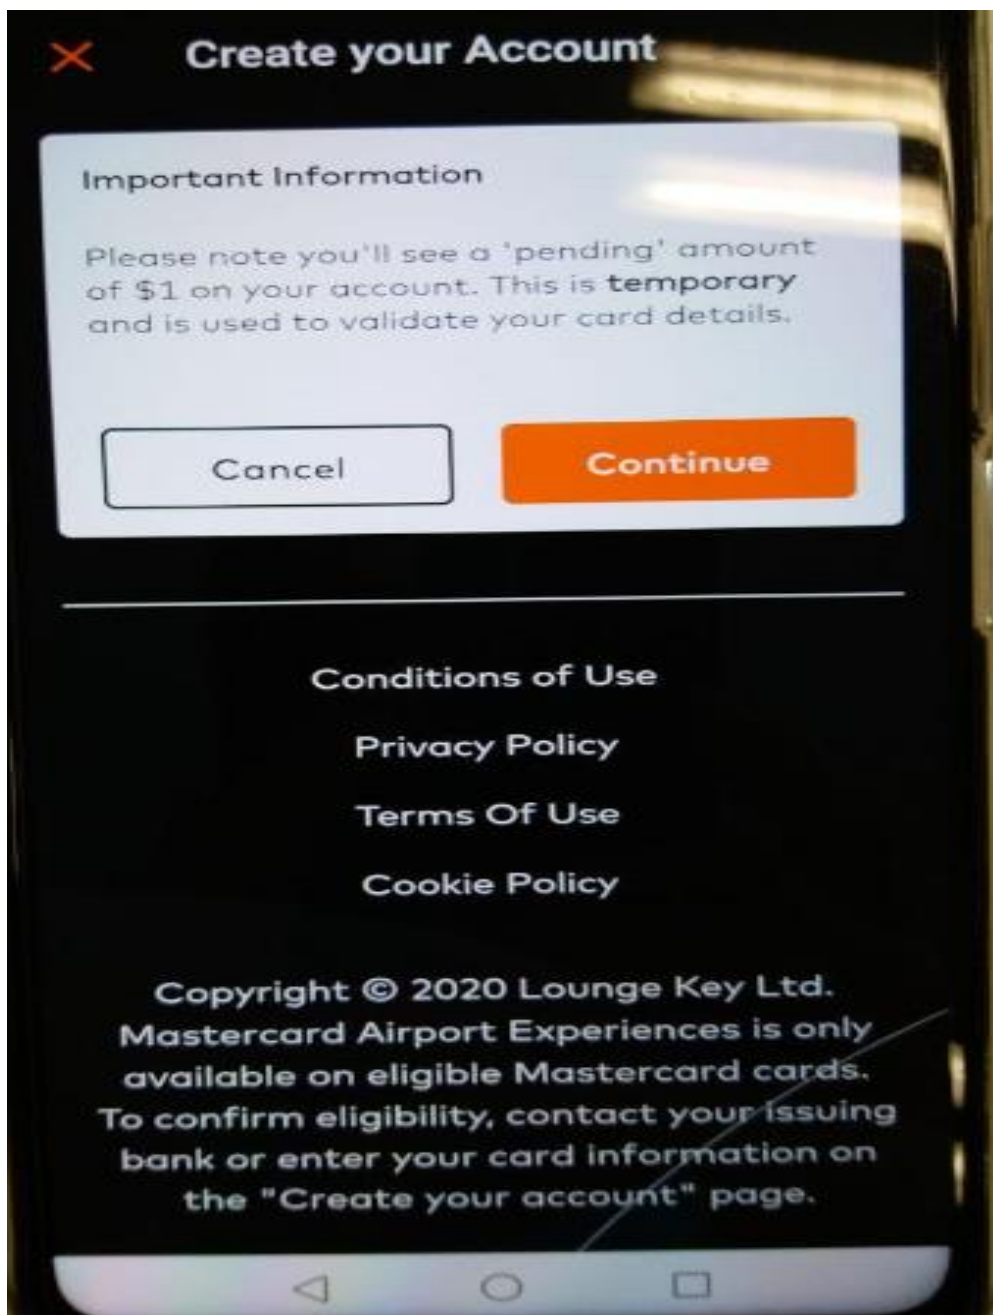 Create your Account
Important Information
Please note you'll see a 'pending' amount
of $1 on your account. This is temporary
and is used to validate your card details.
Cancel
Continue
Conditions of Use
Privacy Policy
Terms Of Use
Cookie Policy
Copyright © 2020 Lounge Key Ltd.
Mastercard Airport Experiences is only
available on eligible Mastercard cards.
To confirm eligibility, contact your issuing
bank or enter your card information on
the "Create your account" page.